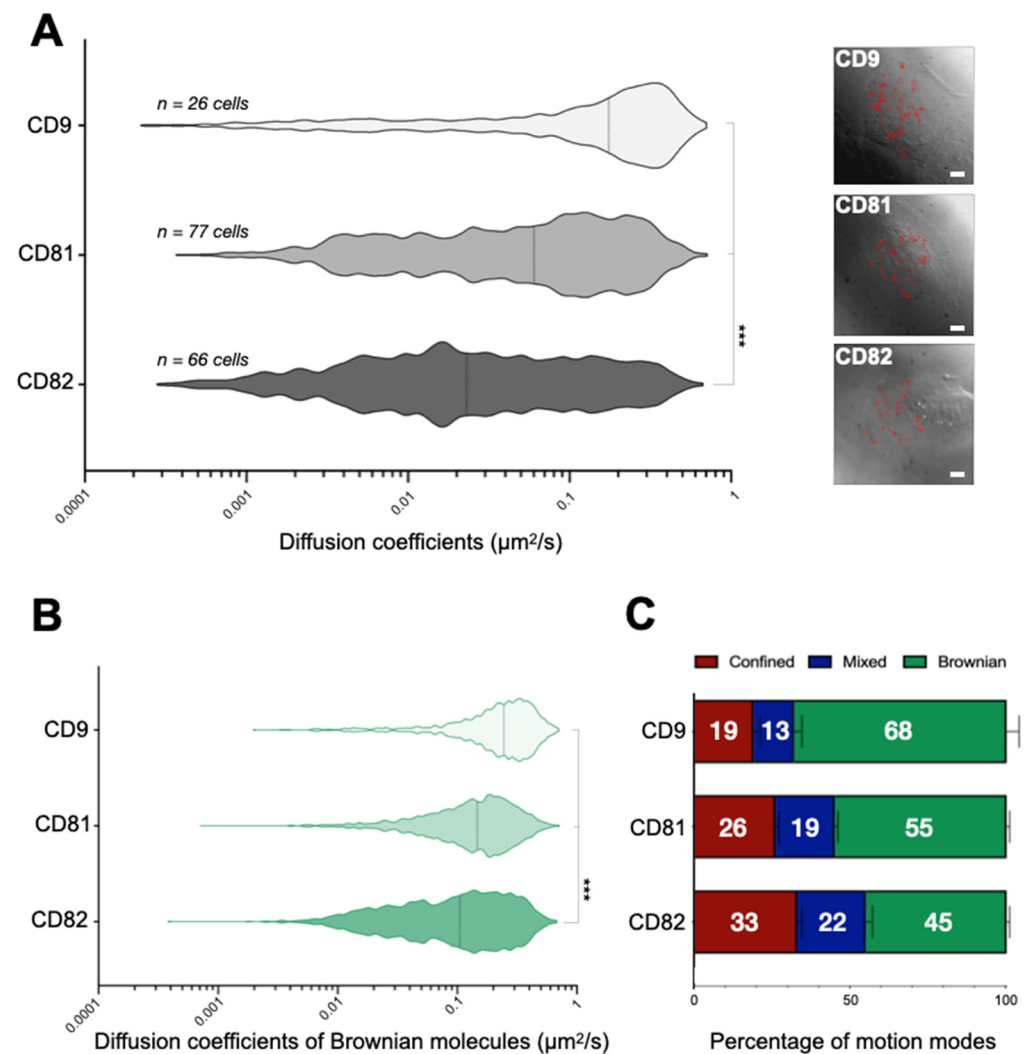 A
n = 26 cells
CD9
n = 77 cells
CD81
n = 66 cells
CD82
***
0.0001
0.001
0.01
0.1
1
Diffusion coefficients (µm²/s)
CD9
CD81
CD82
B
CD9
CD81
CD82
***
0.0001
0.001
0.01
0.1
1
Diffusion coefficients of Brownian molecules (µm²/s)
C
Confined Mixed Brownian
CD9 19 13 68
CD81 26 19 55
CD82 33 22 45
0 50 100
Percentage of motion modes